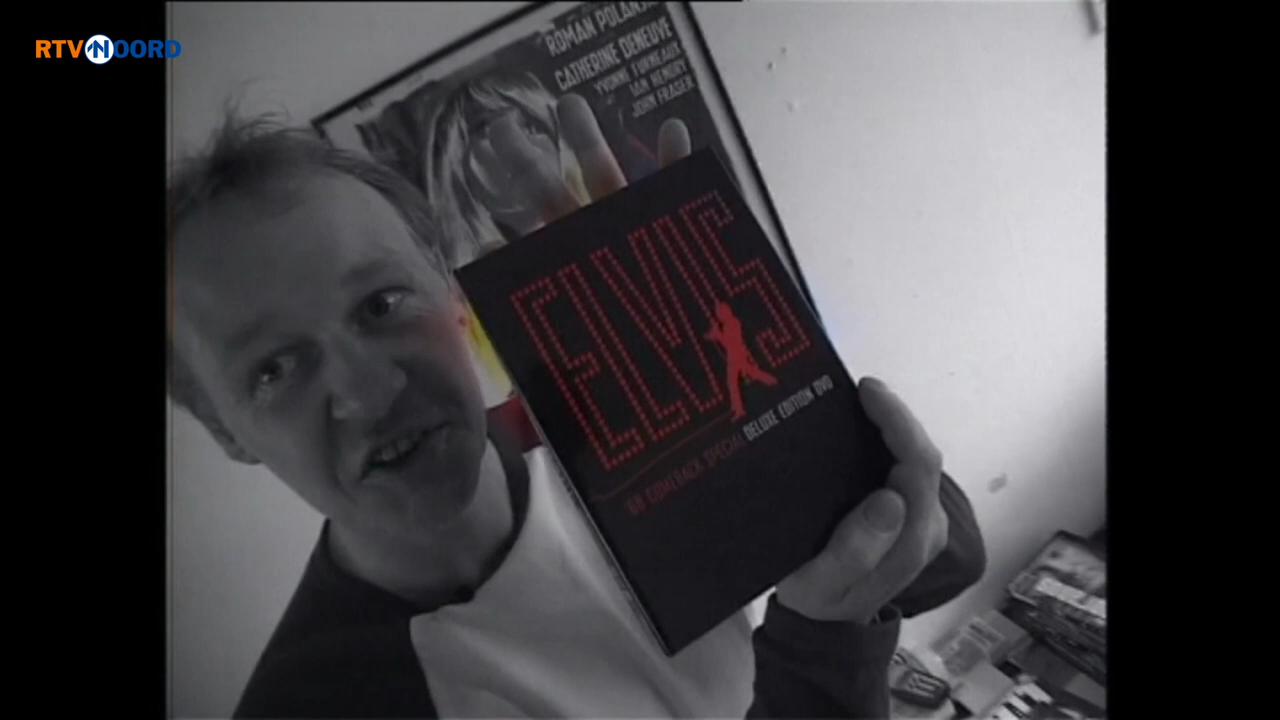 RTV NOORD
ROMAN POLANSKI
CATHERINE DENEUVE
YVONNE FURNEAUX
IAN HENDRY
JOHN FRASER
ELVIS
'68 COMEBACK SPECIAL DELUXE EDITION DVD